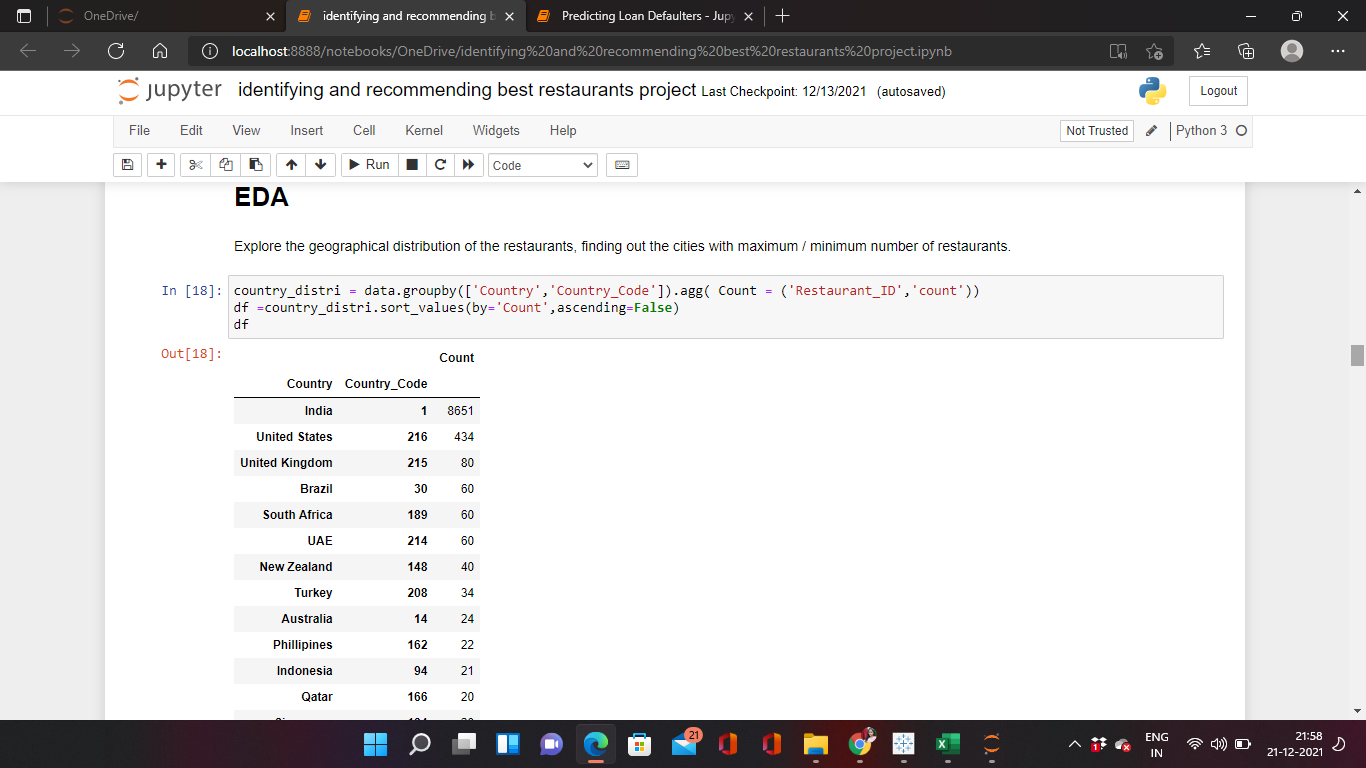 OneDrive/
identifying and recommending b
Predicting Loan Defaulters - Jup
localhost:8888/notebooks/OneDrive/identifying%20and%20recommending%20best%20restaurants%20project.ipynb
jupyter identifying and recommending best restaurants project Last Checkpoint: 12/13/2021 (autosaved)
Logout
File Edit View Insert Cell Kernel Widgets Help
Not Trusted
Python 3
Run
Code
EDA
Explore the geographical distribution of the restaurants, finding out the cities with maximum / minimum number of restaurants.
In [18]: country_distri = data.groupby(['Country','Country_Code']).agg( Count = ('Restaurant_ID','count'))
df =country_distri.sort_values(by='Count',ascending=False)
df
Out[18]:
Count
Country Country_Code
India 1 8651
United States 216 434
United Kingdom 215 80
Brazil 30 60
South Africa 189 60
UAE 214 60
New Zealand 148 40
Turkey 208 34
Australia 14 24
Phillipines 162 22
Indonesia 94 21
Qatar 166 20
21
1
ENG
IN
21:58
21-12-2021